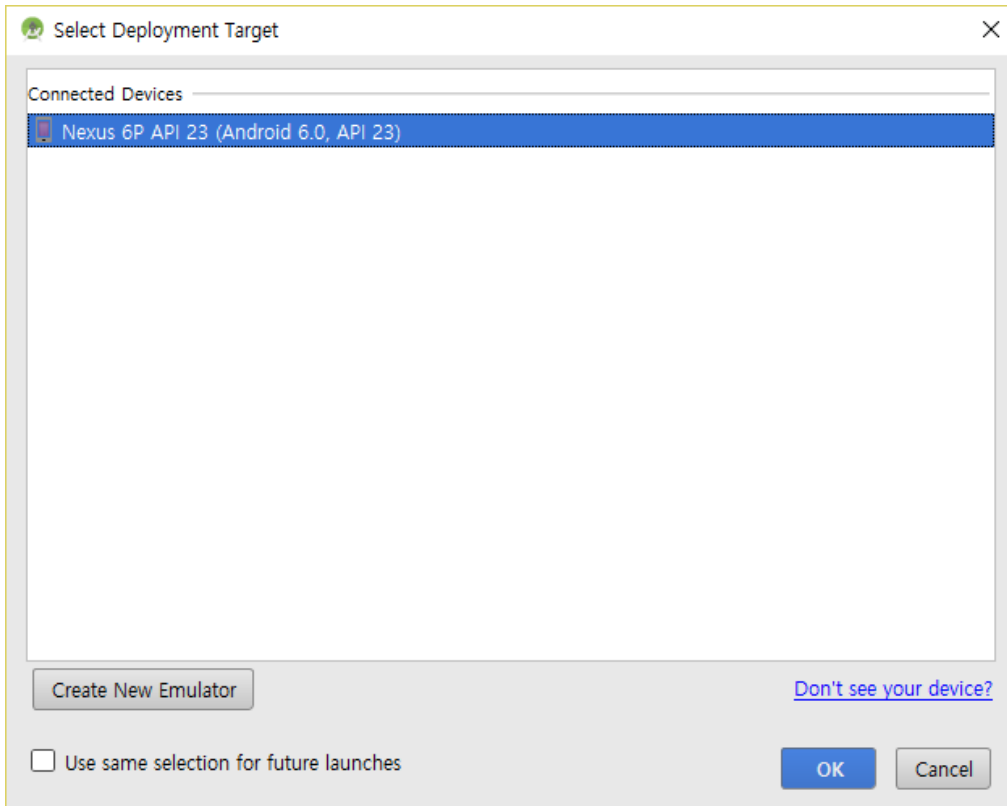 Select Deployment Target
Connected Devices
Nexus 6P API 23 (Android 6.0, API 23)
Create New Emulator
Don't see your device?
Use same selection for future launches
OK
Cancel